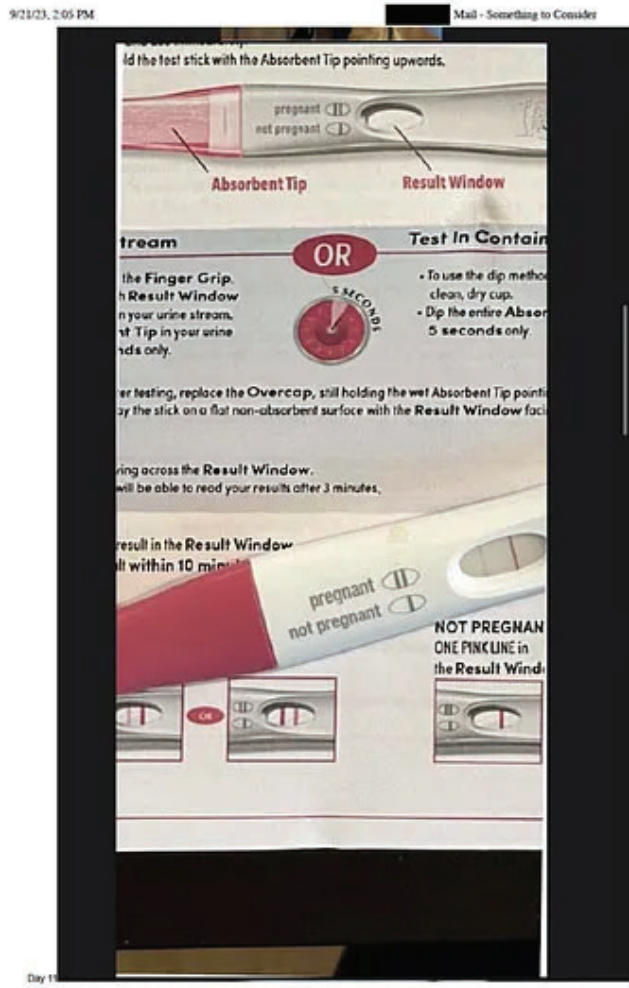 9/21/23, 2:05 PM
Mail - Something to Consider
ld the test stick with the Absorbent Tip pointing upwards.
pregnant
not pregnant
Absorbent Tip
Result Window
tream
OR
Test In Contain
the Finger Grip.
h Result Window
n your urine stream.
nt Tip in your urine
nds only.
5 SECONDS
• To use the dip metho
clean, dry cup.
• Dip the entire Absor
5 seconds only.
er testing, replace the Overcap, still holding the wet Absorbent Tip pointi
ay the stick on a flat non-absorbent surface with the Result Window faci
ving across the Result Window.
will be able to read your results after 3 minutes.
result in the Result Window
lt within 10 min
pregnant
not pregnant
NOT PREGNAN
ONE PINK LINE in
the Result Wind
OR
Day